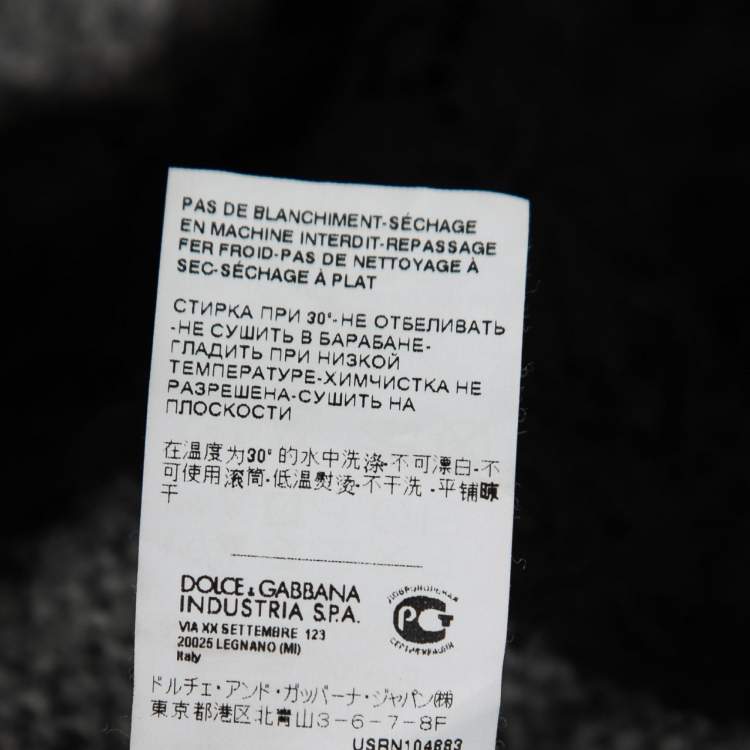 PAS DE BLANCHIMENT-SÉCHAGE
EN MACHINE INTERDIT-REPASSAGE
FER FROID-PAS DE NETTOYAGE À
SEC-SÉCHAGE À PLAT
СТИРКА ПРИ 30°-НЕ ОТБЕЛИВАТЬ
-НЕ СУШИТЬ В БАРАБАНЕ-
ГЛАДИТЬ ПРИ НИЗКОЙ
ТЕМПЕРАТУРЕ-ХИМЧИСТКА НЕ
РАЗРЕШЕНА-СУШИТЬ НА
ПЛОСКОСТИ
在温度为30°的水中洗涤-不可漂白-不
可使用滚筒-低温熨烫-不干洗-平铺晾
干
DOLCE & GABBANA
INDUSTRIA S.P.A.
VIA XX SETTEMBRE 123
20025 LEGNANO (MI)
Italy
ДОБРОВОЛЬНАЯ
РСТ
СЕРТИФИКАЦИЯ
ドルチェ・アンド・ガッバーナ・ジャパン㈱
東京都港区北青山3-6-7-8F
USRN104883